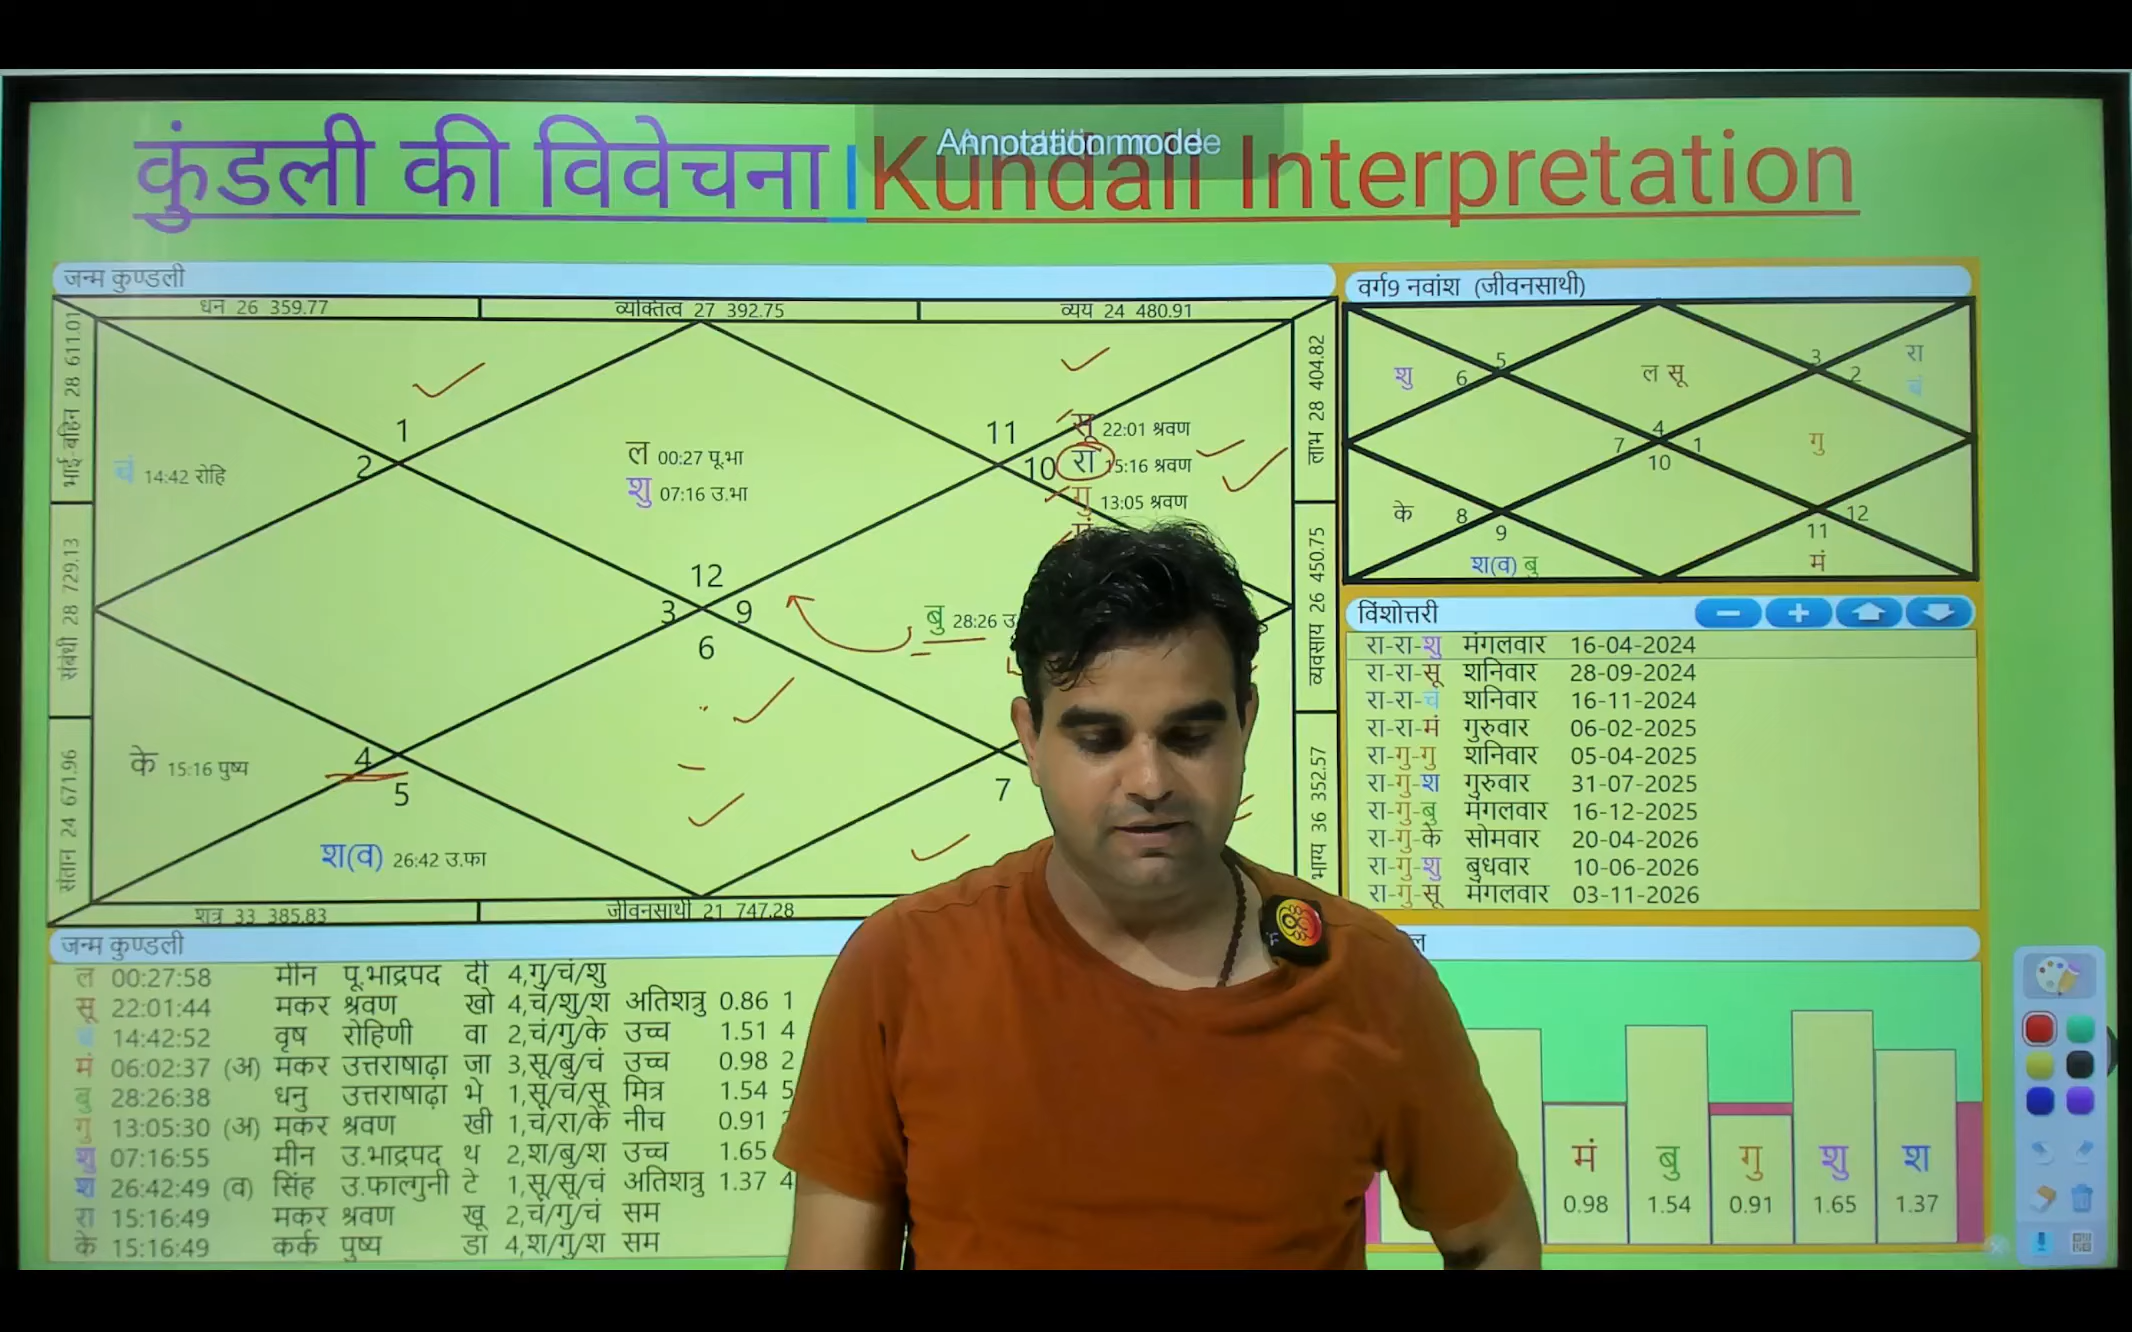 Annotation mode
कुंडली की विवेचना | Kundali Interpretation
जन्म कुण्डली
धन 26 359.77
व्यक्तित्व 27 392.75
व्यय 24 480.91
भाई-बहिन 28 611.01
संबंधी 28 729.13
संतान 24 671.96
लाभ 28 404.82
व्यवसाय 26 450.75
भाग्य 36 352.57
1
2
चं 14:42 रोहि
ल 00:27 पू.भा
शु 07:16 उ.भा
11
10
सू 22:01 श्रवण
रा 15:16 श्रवण
गु 13:05 श्रवण
12
3
9
6
बु 28:26 उ
के 15:16 पुष्य
4
5
7
श(व) 26:42 उ.फा
शत्रु 33 385.83
जीवनसाथी 21 747.28
वर्ग9 नवांश (जीवनसाथी)
शु
6
5
ल सू
3
2
रा
चं
4
7
1
10
गु
के
8
9
श(व) बु
12
11
मं
विंशोत्तरी
रा-रा-शु मंगलवार 16-04-2024
रा-रा-सू शनिवार 28-09-2024
रा-रा-चं शनिवार 16-11-2024
रा-रा-मं गुरुवार 06-02-2025
रा-गु-गु शनिवार 05-04-2025
रा-गु-श गुरुवार 31-07-2025
रा-गु-बु मंगलवार 16-12-2025
रा-गु-के सोमवार 20-04-2026
रा-गु-शु बुधवार 10-06-2026
रा-गु-सू मंगलवार 03-11-2026
जन्म कुण्डली
ल 00:27:58 मीन पू.भाद्रपद दी 4,गु/चं/शु
सू 22:01:44 मकर श्रवण खो 4,चं/शु/श अतिशत्रु 0.86 1
चं 14:42:52 वृष रोहिणी वा 2,चं/गु/के उच्च 1.51 4
मं 06:02:37 (अ) मकर उत्तराषाढ़ा जा 3,सू/बु/चं उच्च 0.98 2
बु 28:26:38 धनु उत्तराषाढ़ा भे 1,सू/चं/सू मित्र 1.54 5
गु 13:05:30 (अ) मकर श्रवण खी 1,चं/रा/के नीच 0.91
शु 07:16:55 मीन उ.भाद्रपद थ 2,श/बु/श उच्च 1.65
श 26:42:49 (व) सिंह उ.फाल्गुनी टे 1,सू/सू/चं अतिशत्रु 1.37 4
रा 15:16:49 मकर श्रवण खू 2,चं/गु/चं सम
के 15:16:49 कर्क पुष्य डा 4,श/गु/श सम
मं बु गु शु श
0.98 1.54 0.91 1.65 1.37